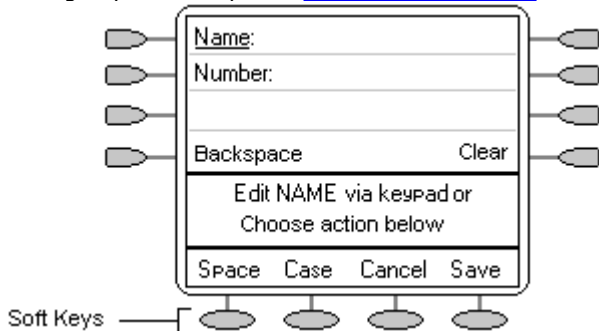 Name:
Number:
Backspace Clear
Edit NAME via keypad or
Choose action below
Space Case Cancel Save
Soft Keys